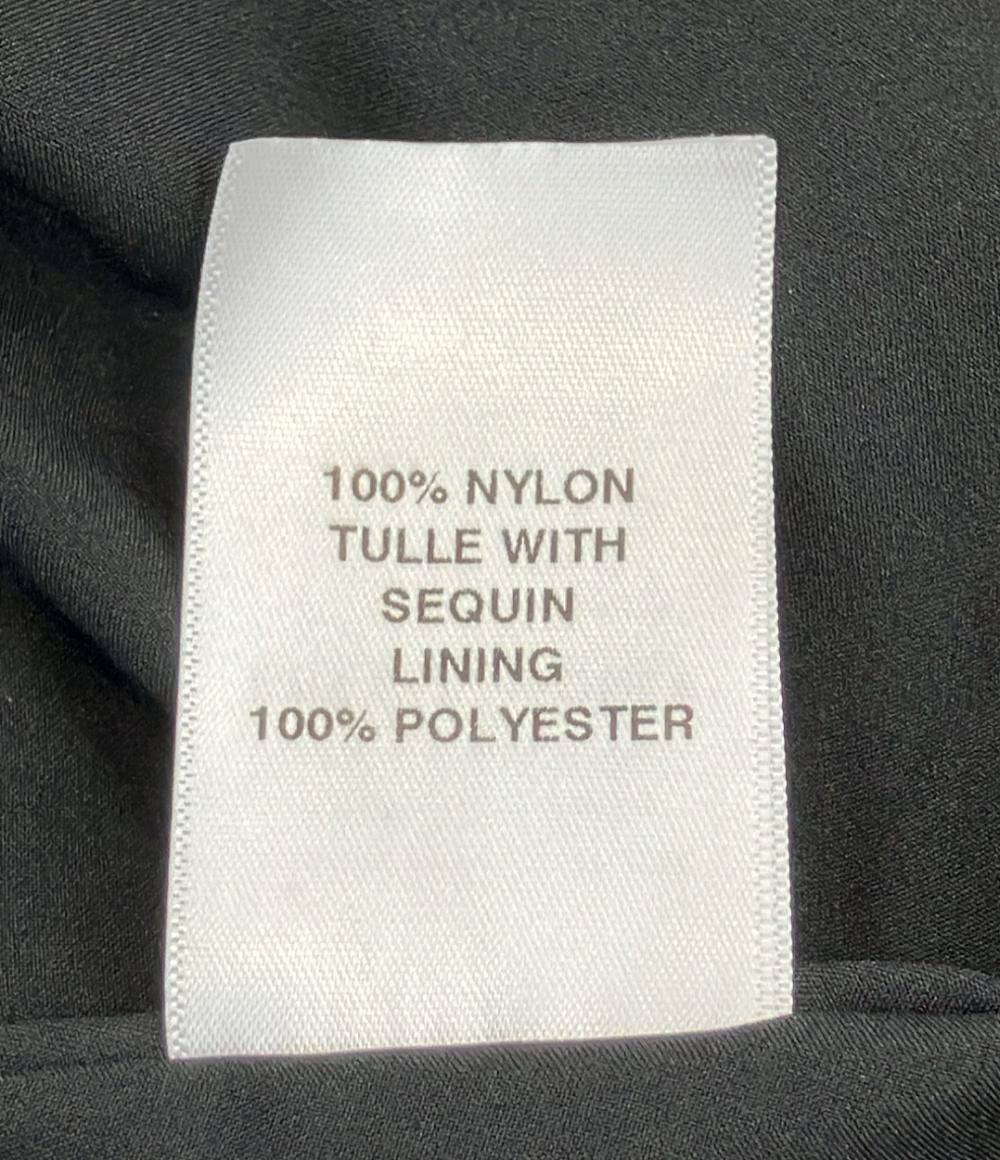 100% NYLON
TULLE WITH
SEQUIN
LINING
100% POLYESTER